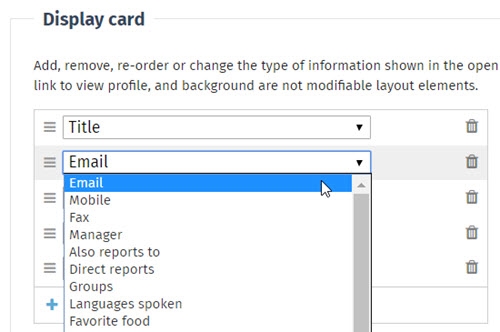 Display card
Add, remove, re-order or change the type of information shown in the open
link to view profile, and background are not modifiable layout elements.
Title
Email
Email
Mobile
Fax
Manager
Also reports to
Direct reports
Groups
Languages spoken
Favorite food